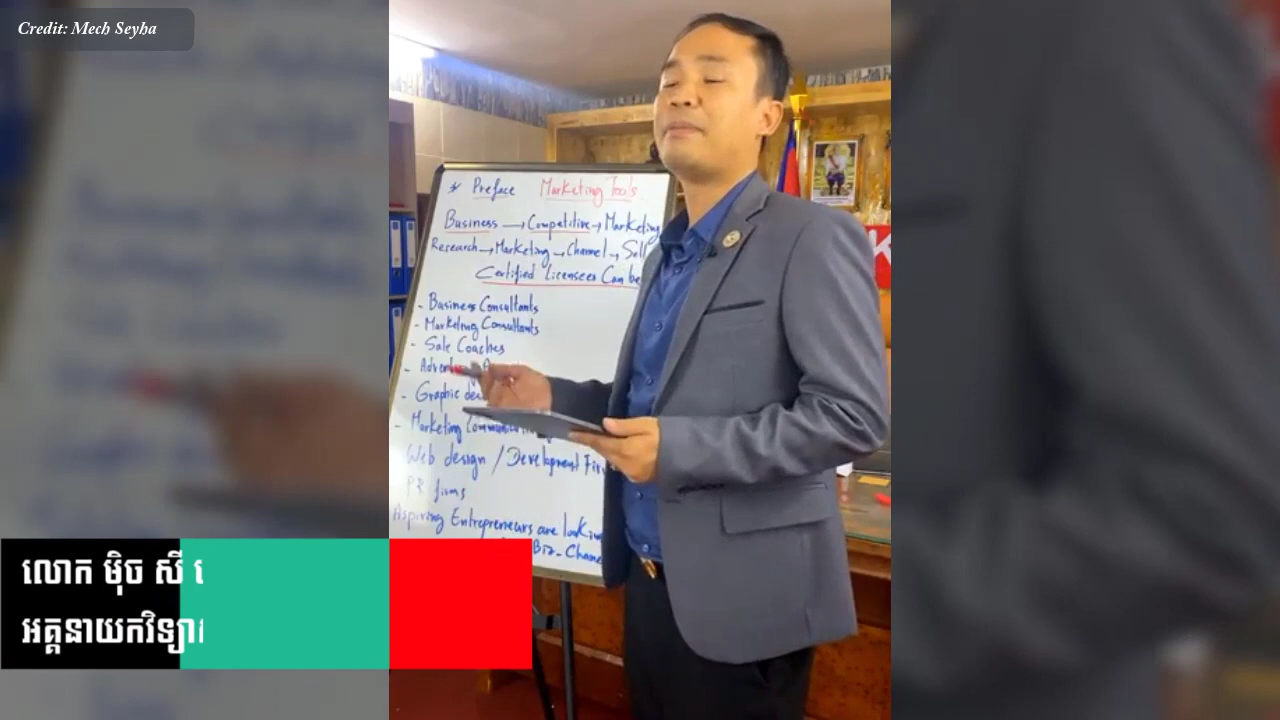 Credit: Mech Seyha
* Preface Marketing Tools
Business → Competitive → Marketing
Research → Marketing → Channel → Sell
Certified Licensees Can be
- Business Consultants
- Marketing Consultants
- Sale Coaches
- Graphic
- Marketing
Web design / Development
PR firms
Aspiring Entrepreneurs are
Biz
K
លោក ម៉ិច សី
អគ្គនាយកវិទ្យា